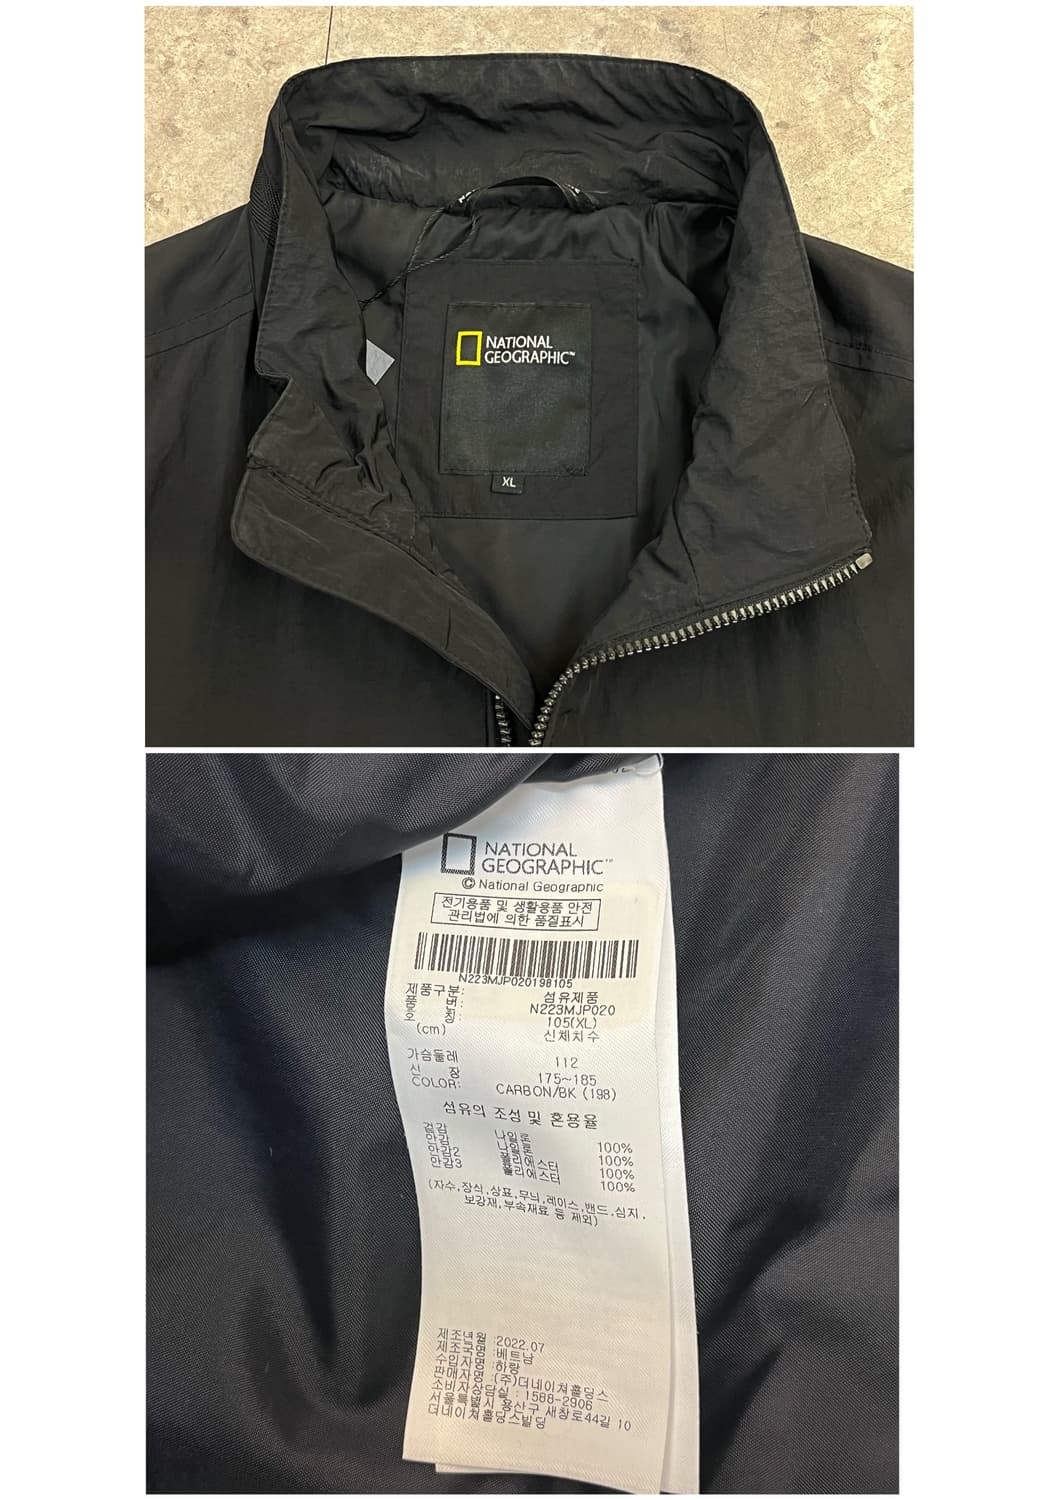 NATIONAL
GEOGRAPHIC™
XL
NATIONAL
GEOGRAPHIC™
© National Geographic
전기용품 및 생활용품 안전
관리법에 의한 품질표시
N223MJP020198105
제품구분: 섬유제품
품 번: N223MJP020
호 칭: 105(XL)
(cm) 신체치수
가슴둘레 112
신 장 175~185
COLOR: CARBON/BK (198)
섬유의 조성 및 혼용율
겉감 나일론 100%
안감 나일론 100%
안감2 폴리에스터 100%
안감3 폴리에스터 100%
(자수,장식,상표,무늬,레이스,밴드,심지,
보강재,부속재료 등 제외)
제조년월 :2022.07
제조국명 :베트남
수입자명 :하랑
판매자명 :(주)더네이쳐홀딩스
소비자상담실 : 1588-2906
서울특별시 용산구 새창로44길 10
더네이쳐홀딩스빌딩